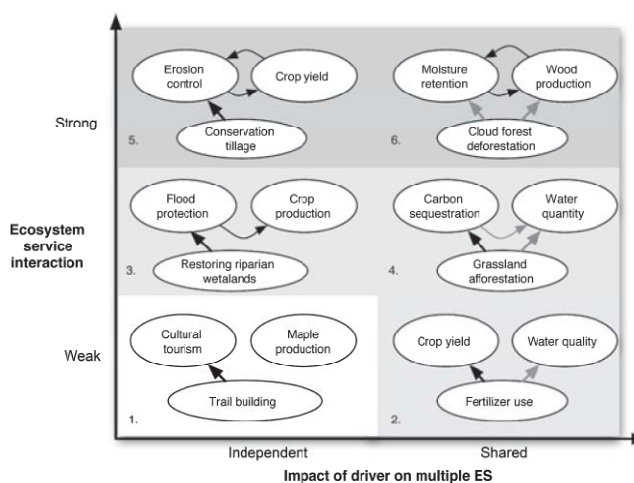 Strong
Ecosystem
service
interaction
Weak
Erosion
control
Crop yield
Conservation
tillage
5.
Moisture
retention
Wood
production
Cloud forest
deforestation
6.
Flood
protection
Crop
production
Restoring riparian
wetalands
3.
Carbon
sequestration
Water
quantity
Grassland
afforestation
4.
Cultural
tourism
Maple
production
Trail building
1.
Crop yield
Water quality
Fertilizer use
2.
Independent
Shared
Impact of driver on multiple ES